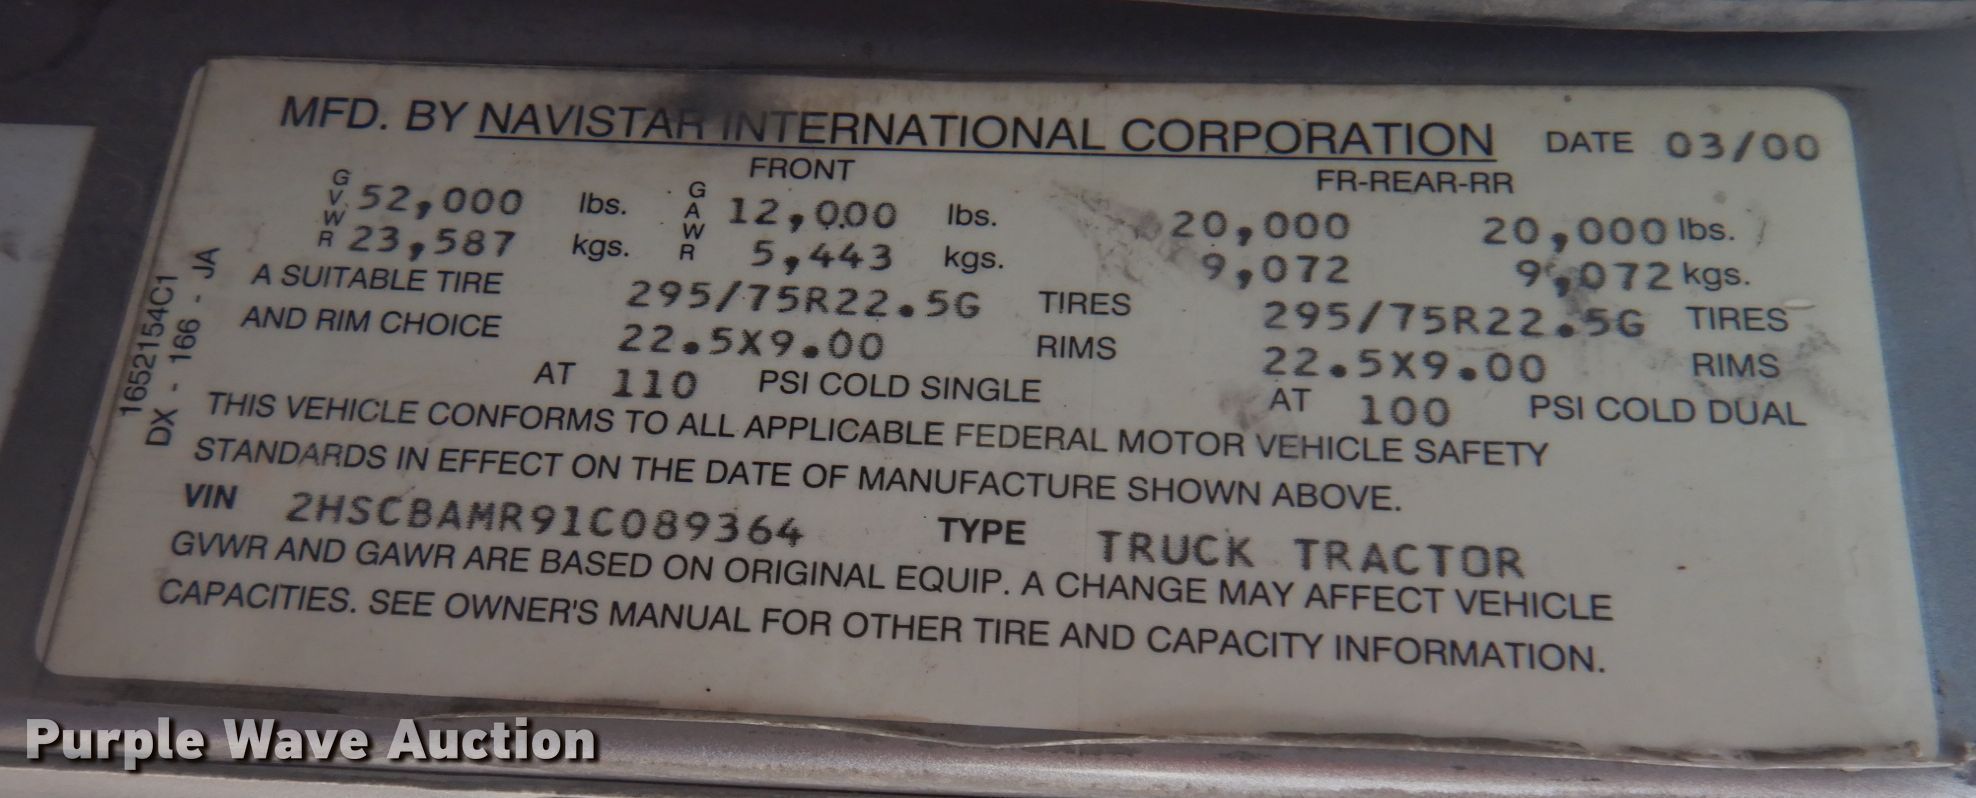 MFD. BY NAVISTAR INTERNATIONAL CORPORATION DATE 03/00
FRONT FR-REAR-RR
GVWR 52,000 lbs. GAWR 12,000 lbs. 20,000 20,000 lbs.
23,587 kgs. 5,443 kgs. 9,072 9,072 kgs.
A SUITABLE TIRE 295/75R22.5G TIRES 295/75R22.5G TIRES
AND RIM CHOICE 22.5X9.00 RIMS 22.5X9.00 RIMS
AT 110 PSI COLD SINGLE AT 100 PSI COLD DUAL
THIS VEHICLE CONFORMS TO ALL APPLICABLE FEDERAL MOTOR VEHICLE SAFETY
STANDARDS IN EFFECT ON THE DATE OF MANUFACTURE SHOWN ABOVE.
VIN 2HSCBAMR91C089364 TYPE TRUCK TRACTOR
GVWR AND GAWR ARE BASED ON ORIGINAL EQUIP. A CHANGE MAY AFFECT VEHICLE
CAPACITIES. SEE OWNER'S MANUAL FOR OTHER TIRE AND CAPACITY INFORMATION.
1652154C1
DX - 166 - JA
Purple Wave Auction